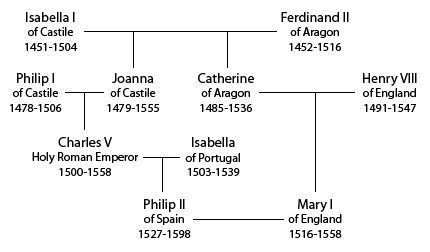 Isabella I
of Castile
1451-1504
Ferdinand II
of Aragon
1452-1516
Philip I
of Castile
1478-1506
Joanna
of Castile
1479-1555
Catherine
of Aragon
1485-1536
Henry VIII
of England
1491-1547
Charles V
Holy Roman Emperor
1500-1558
Isabella
of Portugal
1503-1539
Philip II
of Spain
1527-1598
Mary I
of England
1516-1558